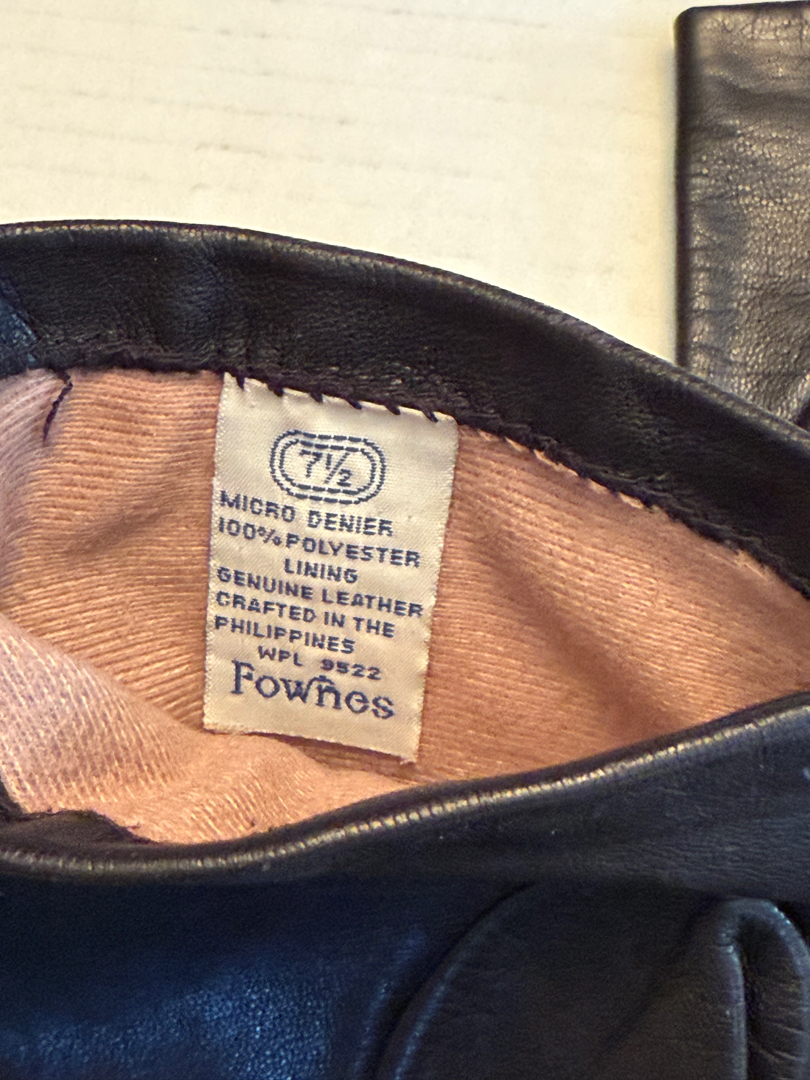 7½
MICRO DENIER
100% POLYESTER
LINING
GENUINE LEATHER
CRAFTED IN THE
PHILIPPINES
WPL 9522
Fownes